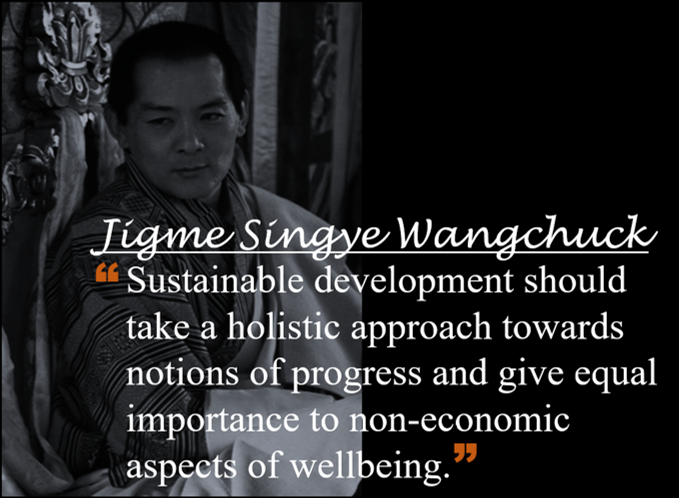 Jigme Singye Wangchuck
“Sustainable development should
take a holistic approach towards
notions of progress and give equal
importance to non-economic
aspects of wellbeing.”